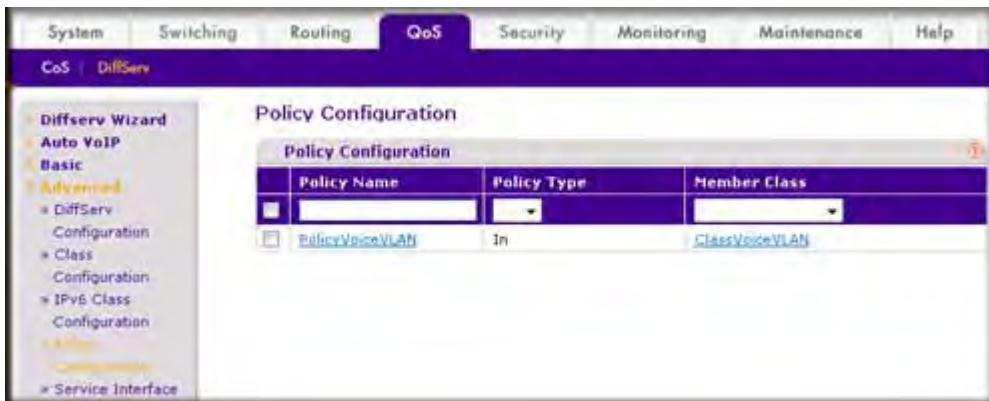 System Switching Routing QoS Security Monitoring Maintenance Help
CoS DiffServ
Diffserv Wizard
Auto VoIP
Basic
Advanced
» DiffServ
Configuration
» Class
Configuration
» IPv6 Class
Configuration
» Policy
Configuration
» Service Interface
Policy Configuration
Policy Configuration
Policy Name Policy Type Member Class
PolicyVoiceVLAN In ClassVoiceVLAN